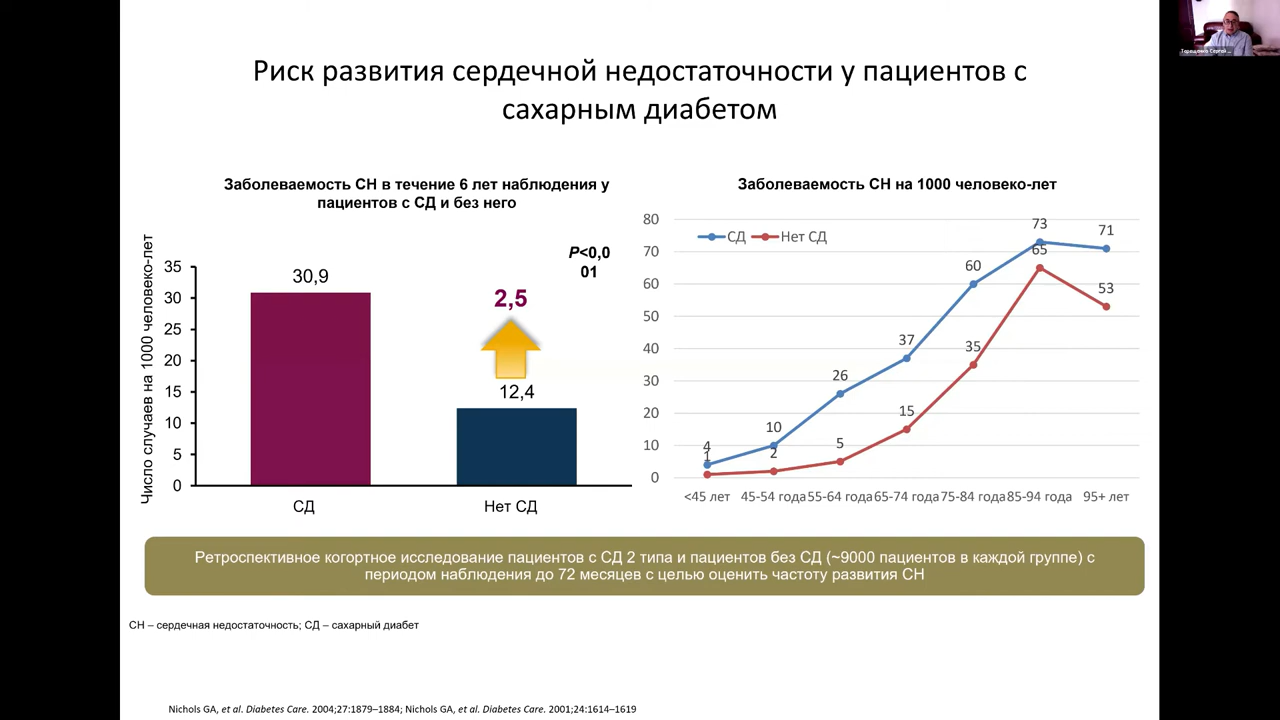 Риск развития сердечной недостаточности у пациентов с
сахарным диабетом
Заболеваемость СН в течение 6 лет наблюдения у
пациентов с СД и без него
Число случаев на 1000 человеко-лет
35
30
25
20
15
10
5
0
30,9
12,4
2,5
P<0,0
01
СД
Нет СД
Заболеваемость СН на 1000 человеко-лет
СД
Нет СД
80
70
60
50
40
30
20
10
0
4
10
26
37
60
73
71
1
2
5
15
35
65
53
<45 лет
45-54 года
55-64 года
65-74 года
75-84 года
85-94 года
95+ лет
Ретроспективное когортное исследование пациентов с СД 2 типа и пациентов без СД (~9000 пациентов в каждой группе) с
периодом наблюдения до 72 месяцев с целью оценить частоту развития СН
СН – сердечная недостаточность; СД – сахарный диабет
Nichols GA, et al. Diabetes Care. 2004;27:1879–1884; Nichols GA, et al. Diabetes Care. 2001;24:1614–1619